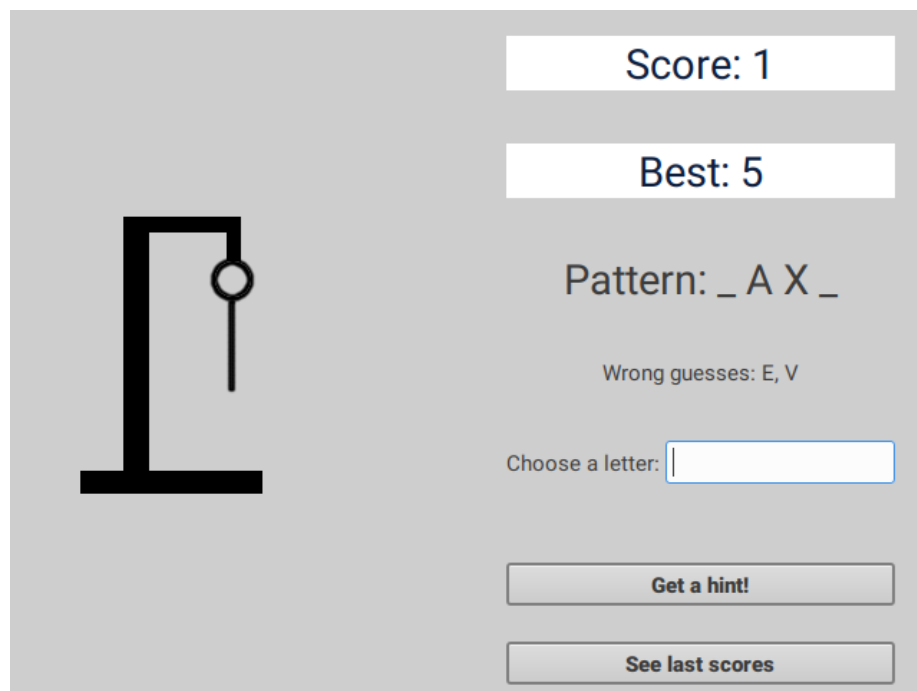 Score: 1
Best: 5
Pattern: _ A X _
Wrong guesses: E, V
Choose a letter:
Get a hint!
See last scores